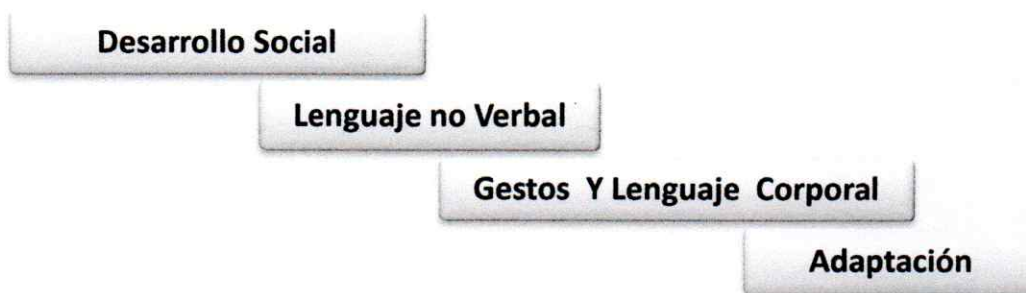 Desarrollo Social
Lenguaje no Verbal
Gestos Y Lenguaje Corporal
Adaptación